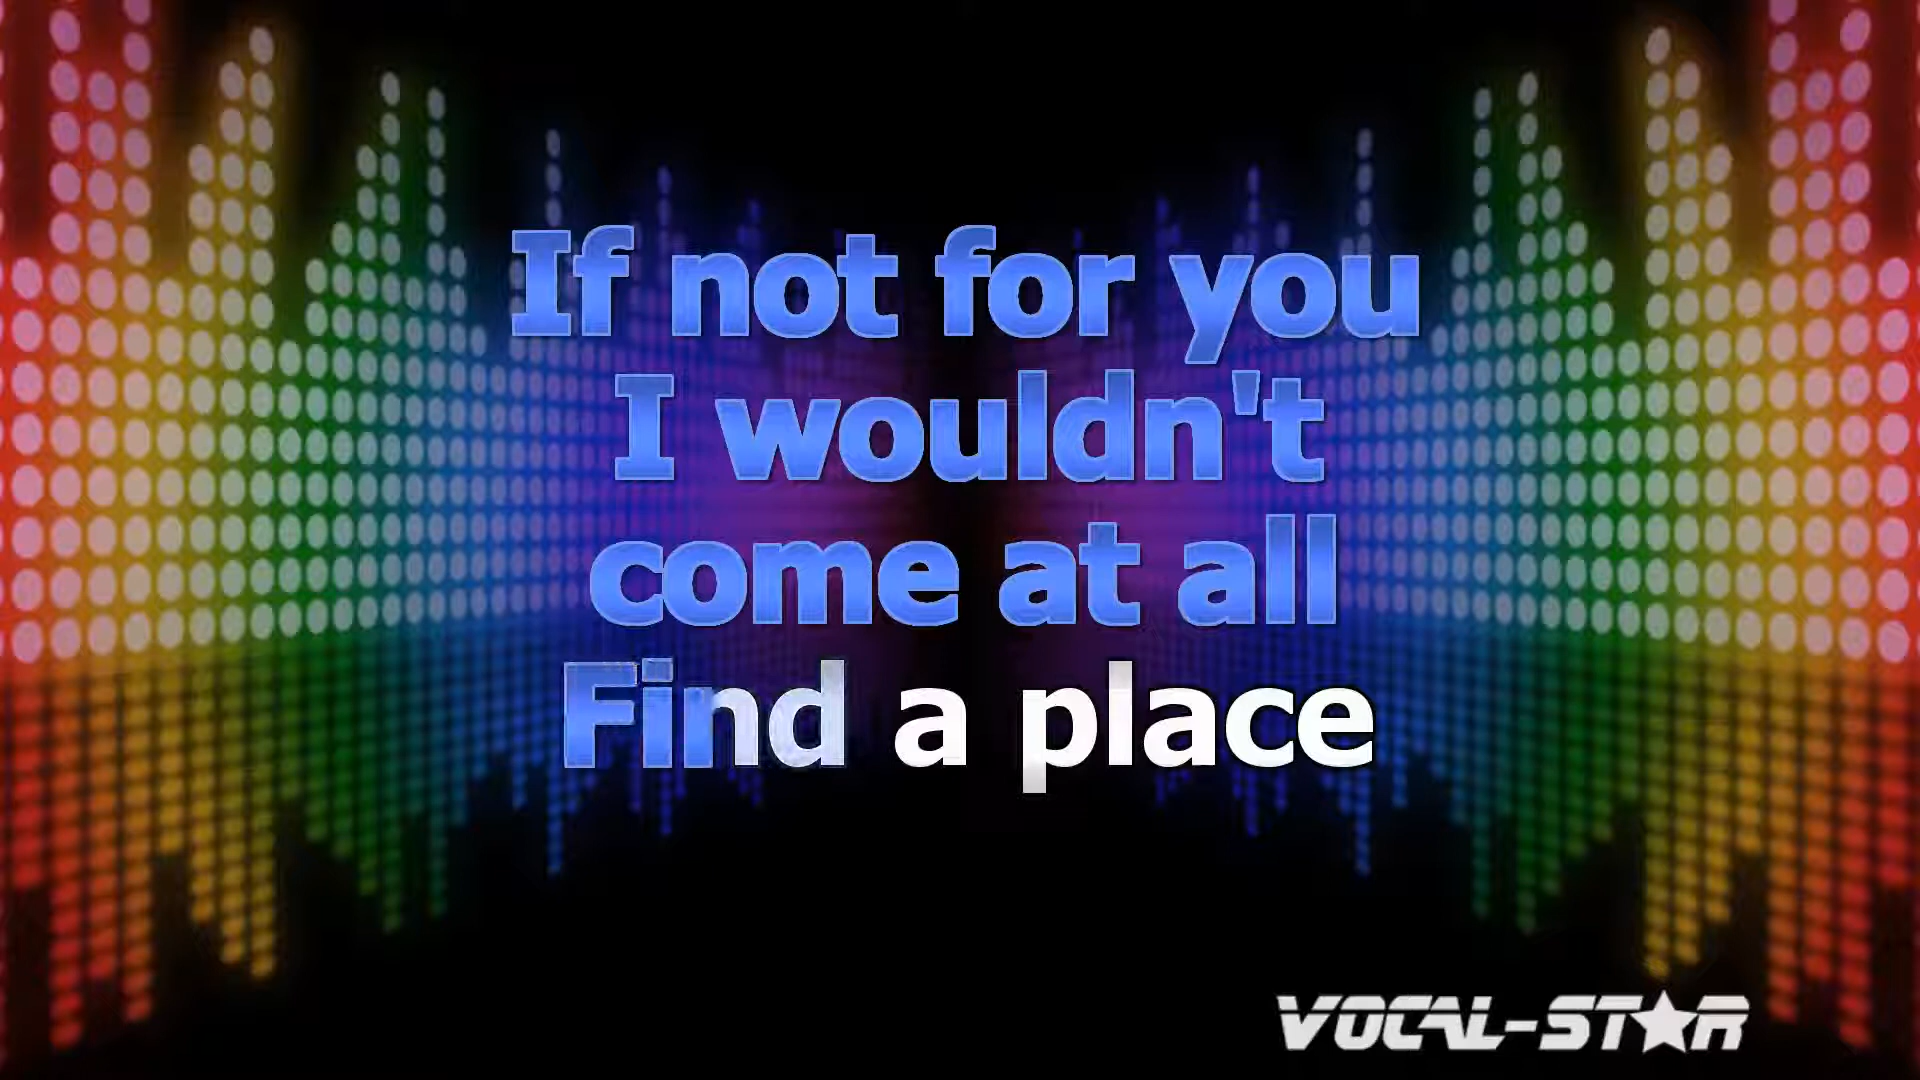 If not for you
I wouldn't
come at all
Find a place
VOCAL-STAR